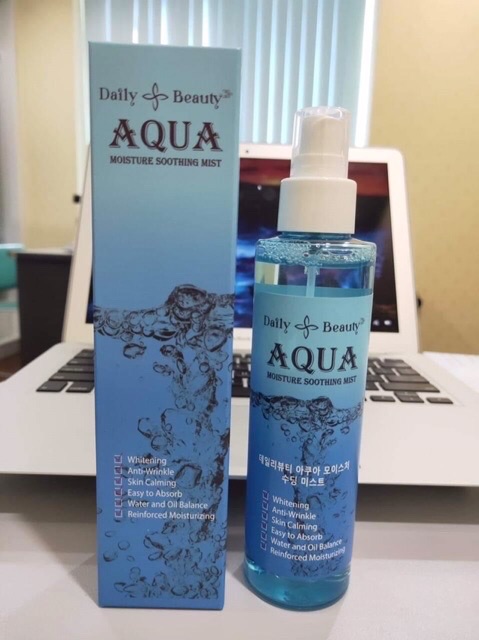 Daily Beauty
AQUA
MOISTURE SOOTHING MIST
Whitening
Anti-Wrinkle
Skin Calming
Easy to Absorb
Water and Oil Balance
Reinforced Moisturizing
Daily Beauty
AQUA
MOISTURE SOOTHING MIST
데일리뷰티 아쿠아 모이스처
수딩 미스트
Whitening
Anti-Wrinkle
Skin Calming
Easy to Absorb
Water and Oil Balance
Reinforced Moisturizing